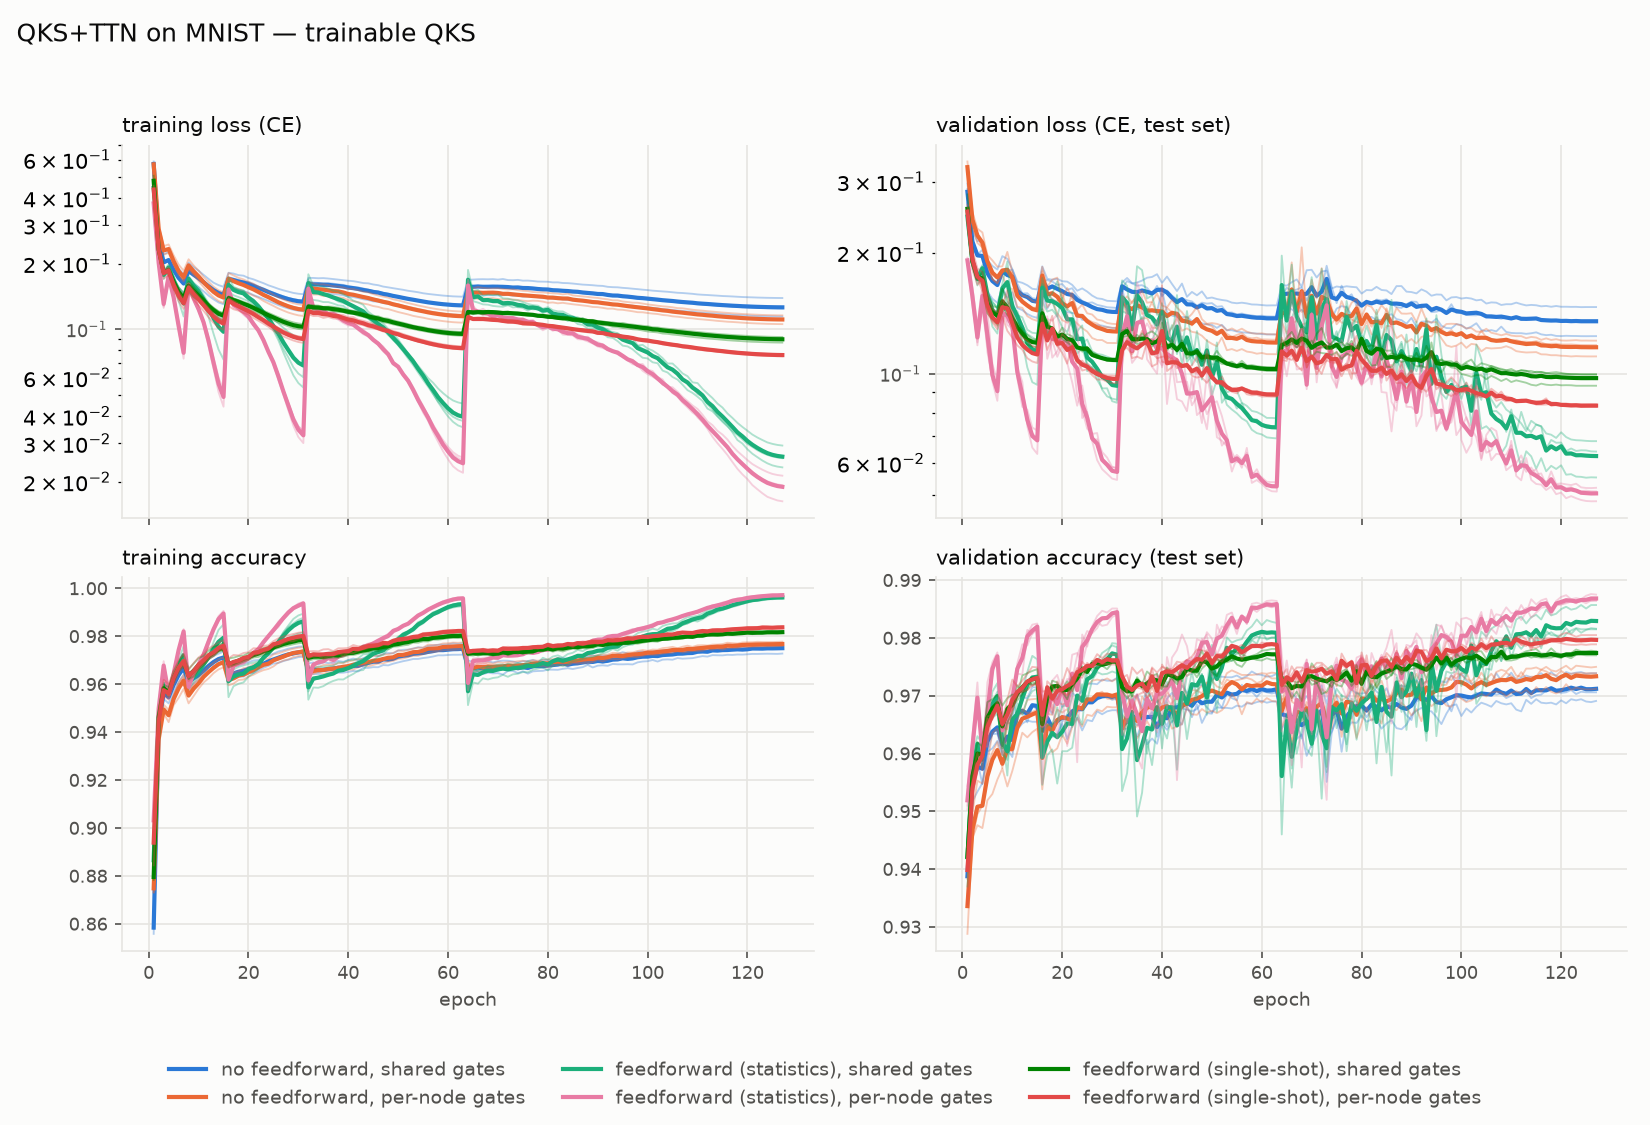 QKS+TTN on MNIST — trainable QKS
training loss (CE)
6 × 10⁻¹
4 × 10⁻¹
3 × 10⁻¹
2 × 10⁻¹
10⁻¹
6 × 10⁻²
4 × 10⁻²
3 × 10⁻²
2 × 10⁻²
validation loss (CE, test set)
3 × 10⁻¹
2 × 10⁻¹
10⁻¹
6 × 10⁻²
training accuracy
1.00
0.98
0.96
0.94
0.92
0.90
0.88
0.86
0 20 40 60 80 100 120
epoch
validation accuracy (test set)
0.99
0.98
0.97
0.96
0.95
0.94
0.93
0 20 40 60 80 100 120
epoch
no feedforward, shared gates
no feedforward, per-node gates
feedforward (statistics), shared gates
feedforward (statistics), per-node gates
feedforward (single-shot), shared gates
feedforward (single-shot), per-node gates